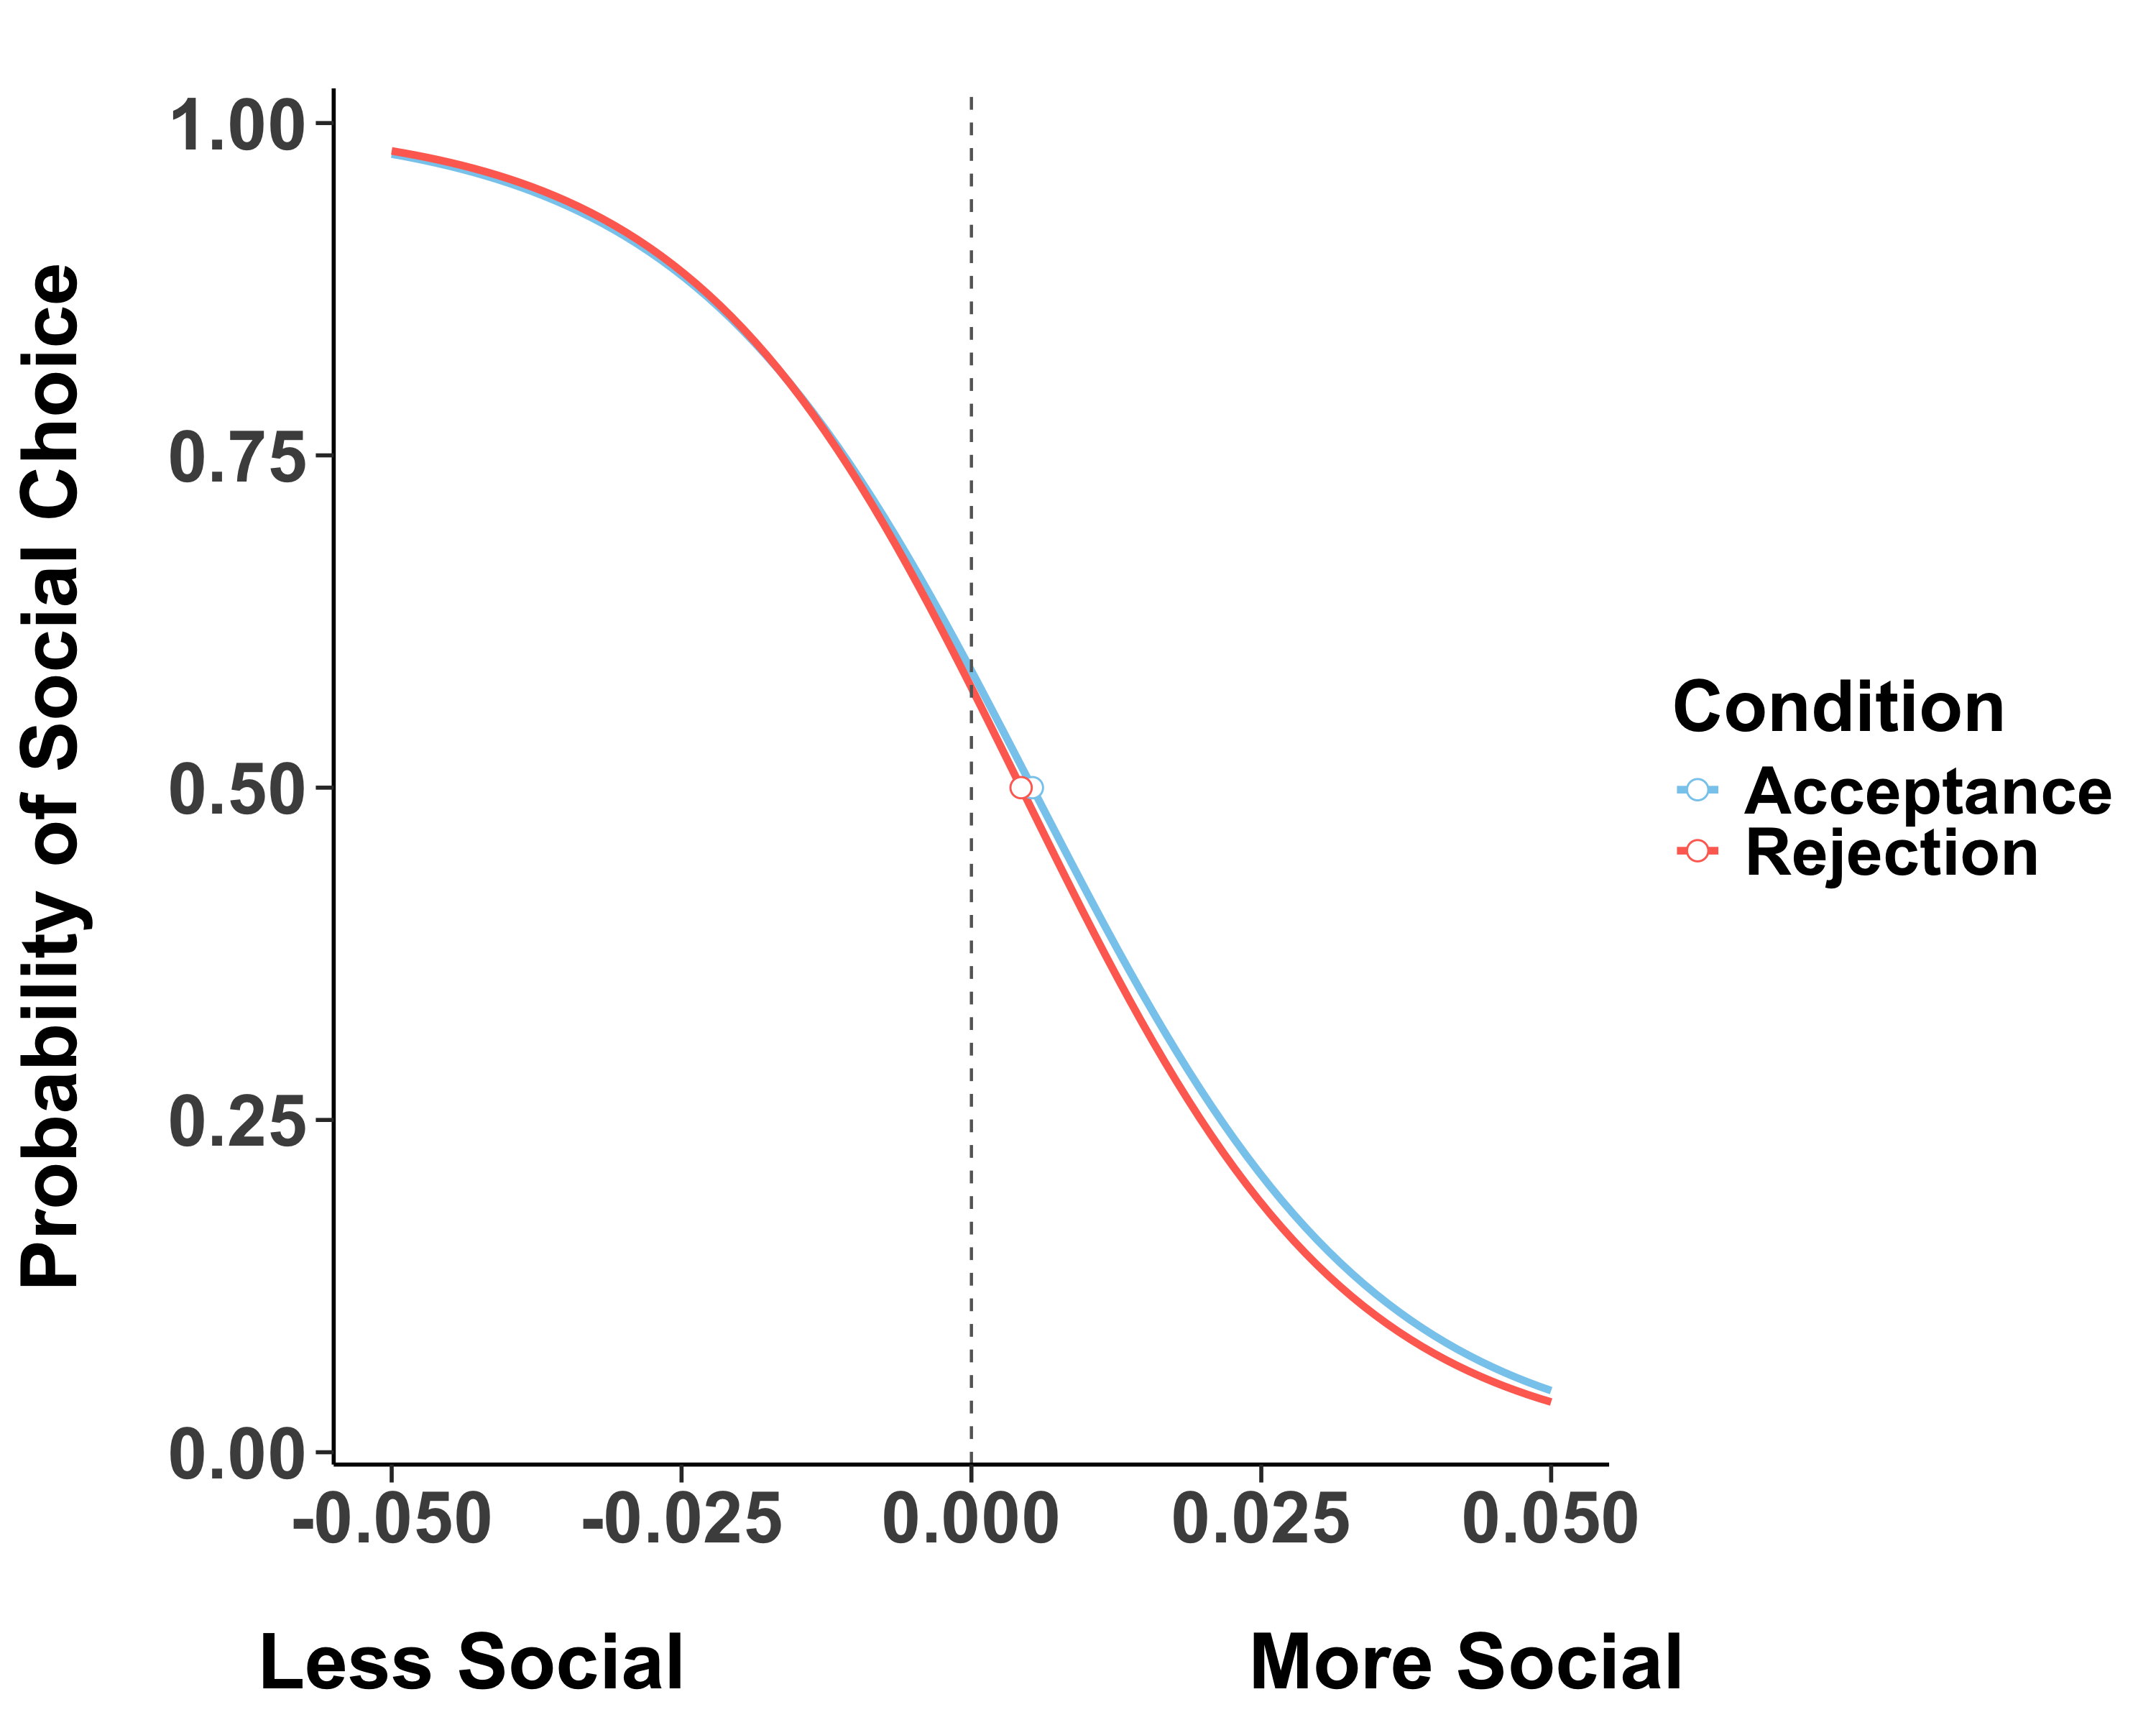 Probability of Social Choice
1.00
0.75
0.50
0.25
0.00
-0.050 -0.025 0.000 0.025 0.050
Less Social More Social
Condition
Acceptance
Rejection